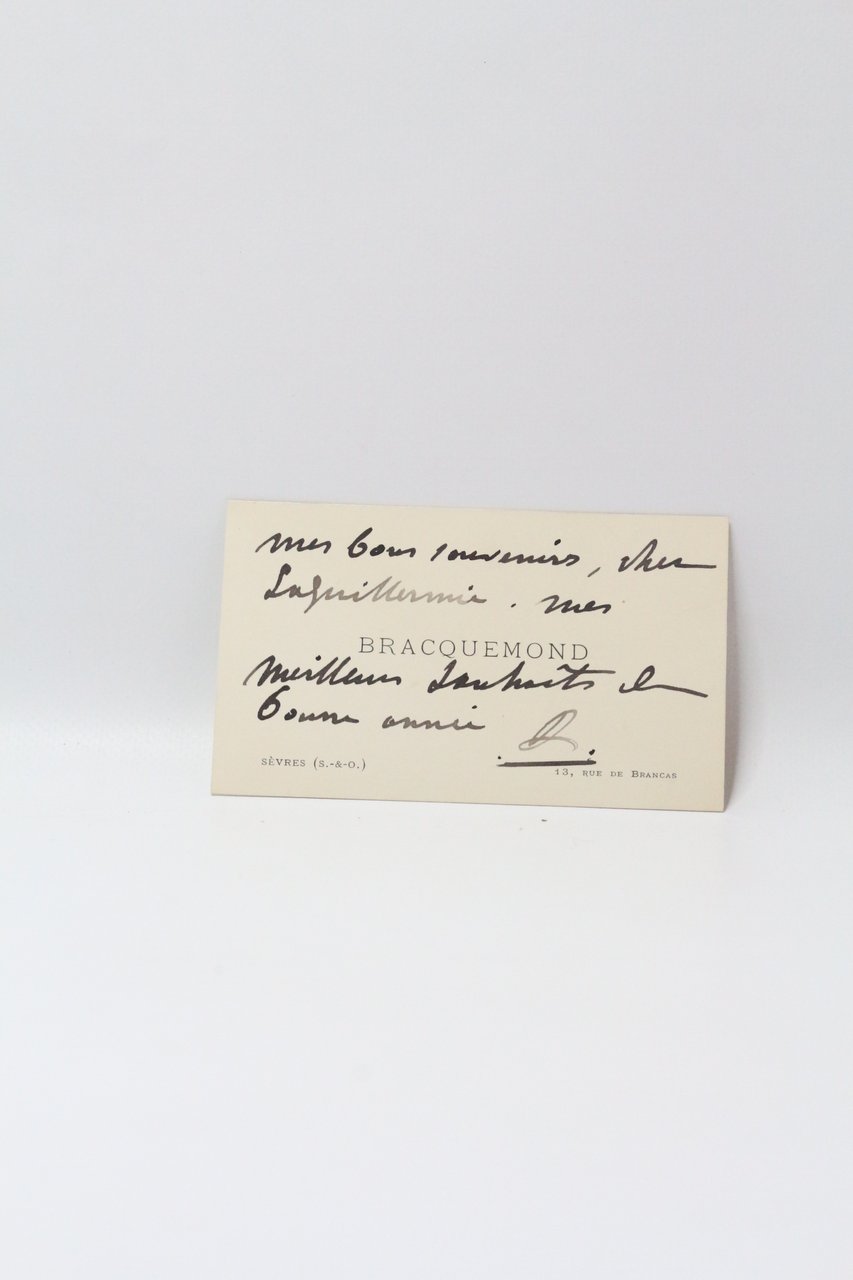 mes bons souvenirs, cher
Laguillermie. mes
BRACQUEMOND
meilleurs souhaits de
bonne année
SÈVRES (S.-&-O.)
13, RUE DE BRANCAS